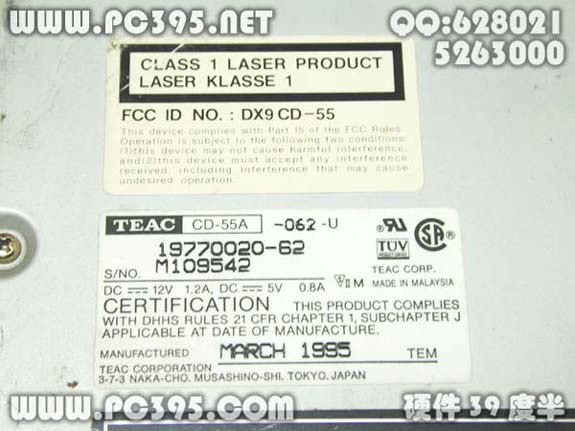 www.PC395.net
QQ:628021
5263000
CLASS 1 LASER PRODUCT
LASER KLASSE 1
FCC ID NO. : DX9 CD-55
This device complies with Part 15 of the FCC Rules.
Operation is subject to the following two conditions:
(1)this device may not cause harmful interference,
and(2)this device must accept any interference
received, including interference that may cause
undesired operation.
TEAC CD-55A -062-U
19770020-62
S/NO. M109542
TÜV
TEAC CORP.
MADE IN MALAYSIA
DC 12V 1.2A, DC 5V 0.8A
CERTIFICATION THIS PRODUCT COMPLIES
WITH DHHS RULES 21 CFR CHAPTER 1, SUBCHAPTER J
APPLICABLE AT DATE OF MANUFACTURE.
MANUFACTURED MARCH 1995 TEM
TEAC CORPORATION
3-7-3 NAKA-CHO, MUSASHINO-SHI, TOKYO, JAPAN
www.PC395.com
硬件39度半